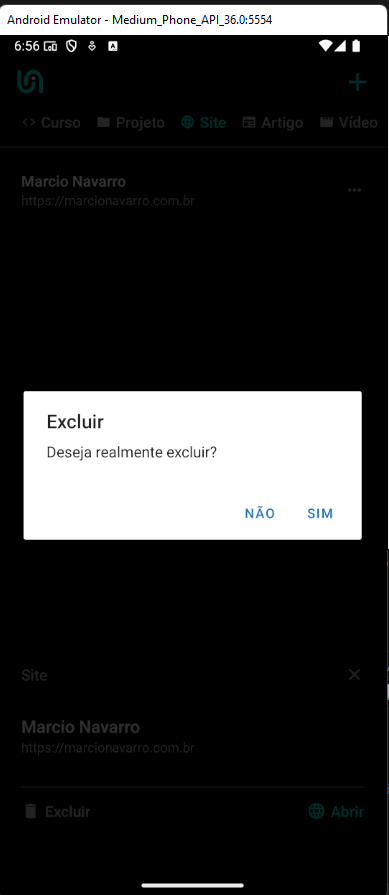 Android Emulator - Medium_Phone_API_36.0:5554
6:56
Curso Projeto Site Artigo Vídeo
Marcio Navarro
https://marcionavarro.com.br
Excluir
Deseja realmente excluir?
NÃO SIM
Site
Marcio Navarro
https://marcionavarro.com.br
Excluir Abrir